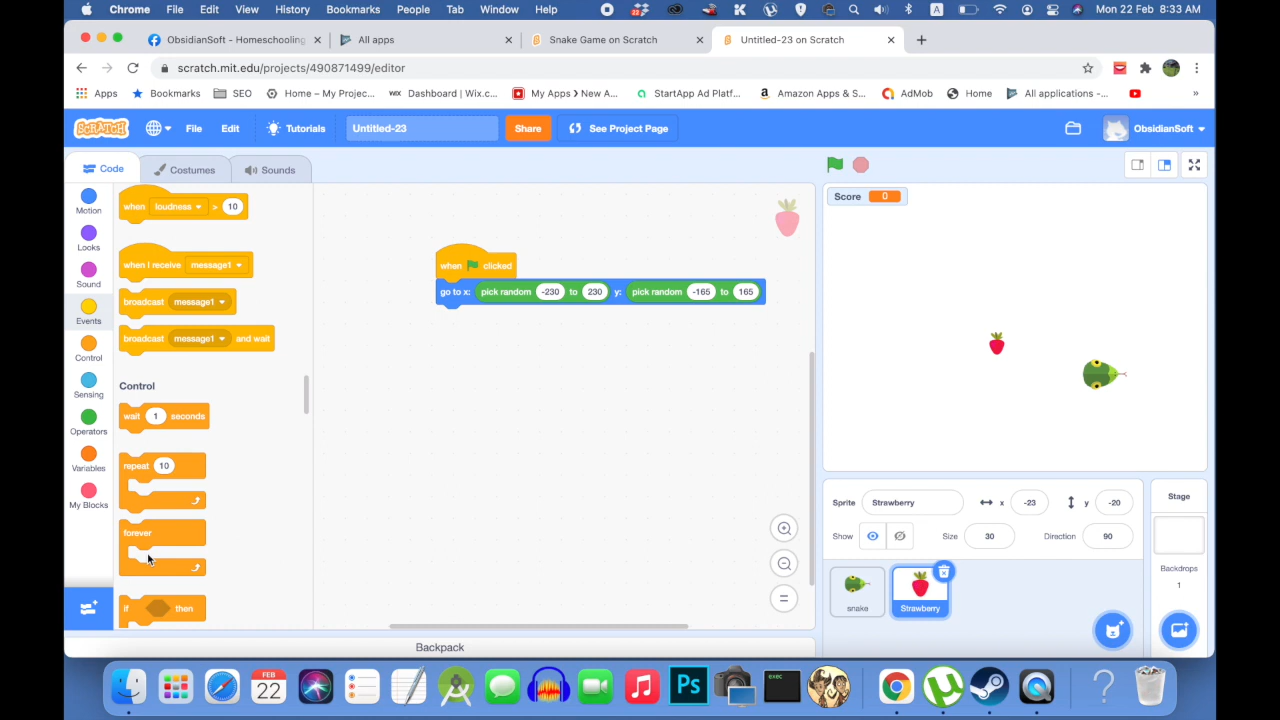 Chrome File Edit View History Bookmarks People Tab Window Help Mon 22 Feb 8:33 AM
ObsidianSoft - Homeschooling All apps Snake Game on Scratch Untitled-23 on Scratch
scratch.mit.edu/projects/490871499/editor
Apps Bookmarks SEO Home – My Projec... WIX Dashboard | Wix.c... My Apps > New A... StartApp Ad Platf... Amazon Apps & S... AdMob Home All applications -... »
SCRATCH File Edit Tutorials Untitled-23 Share See Project Page ObsidianSoft
Code Costumes Sounds
Motion
Looks
Sound
Events
Control
Sensing
Operators
Variables
My Blocks
when loudness > 10
when I receive message1
broadcast message1
broadcast message1 and wait
Control
wait 1 seconds
repeat 10
forever
if then
when clicked
go to x: pick random -230 to 230 y: pick random -165 to 165
Score 0
Sprite Strawberry x -23 y -20
Show Size 30 Direction 90
snake Strawberry
Stage
Backdrops
1
Backpack
FEB
22
Ps
exec